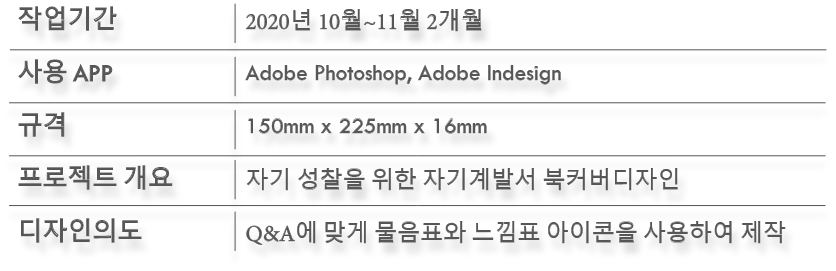 작업기간 2020년 10월~11월 2개월
사용 APP Adobe Photoshop, Adobe Indesign
규격 150mm x 225mm x 16mm
프로젝트 개요 자기 성찰을 위한 자기계발서 북커버디자인
디자인의도 Q&A에 맞게 물음표와 느낌표 아이콘을 사용하여 제작